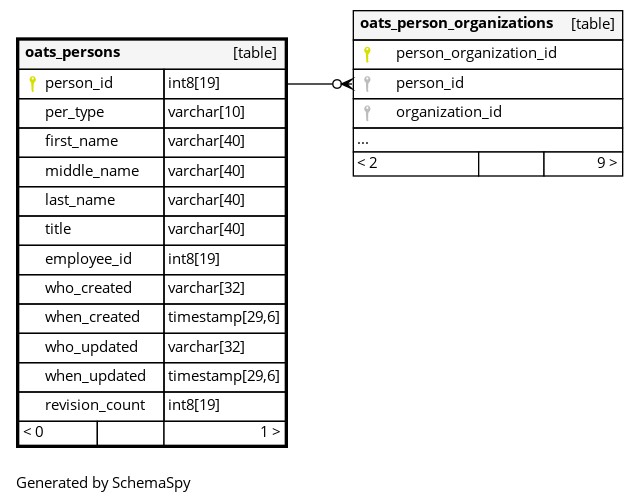 oats_persons [table]
person_id int8[19]
per_type varchar[10]
first_name varchar[40]
middle_name varchar[40]
last_name varchar[40]
title varchar[40]
employee_id int8[19]
who_created varchar[32]
when_created timestamp[29,6]
who_updated varchar[32]
when_updated timestamp[29,6]
revision_count int8[19]
< 0 1 >
oats_person_organizations [table]
person_organization_id
person_id
organization_id
...
< 2 9 >
Generated by SchemaSpy